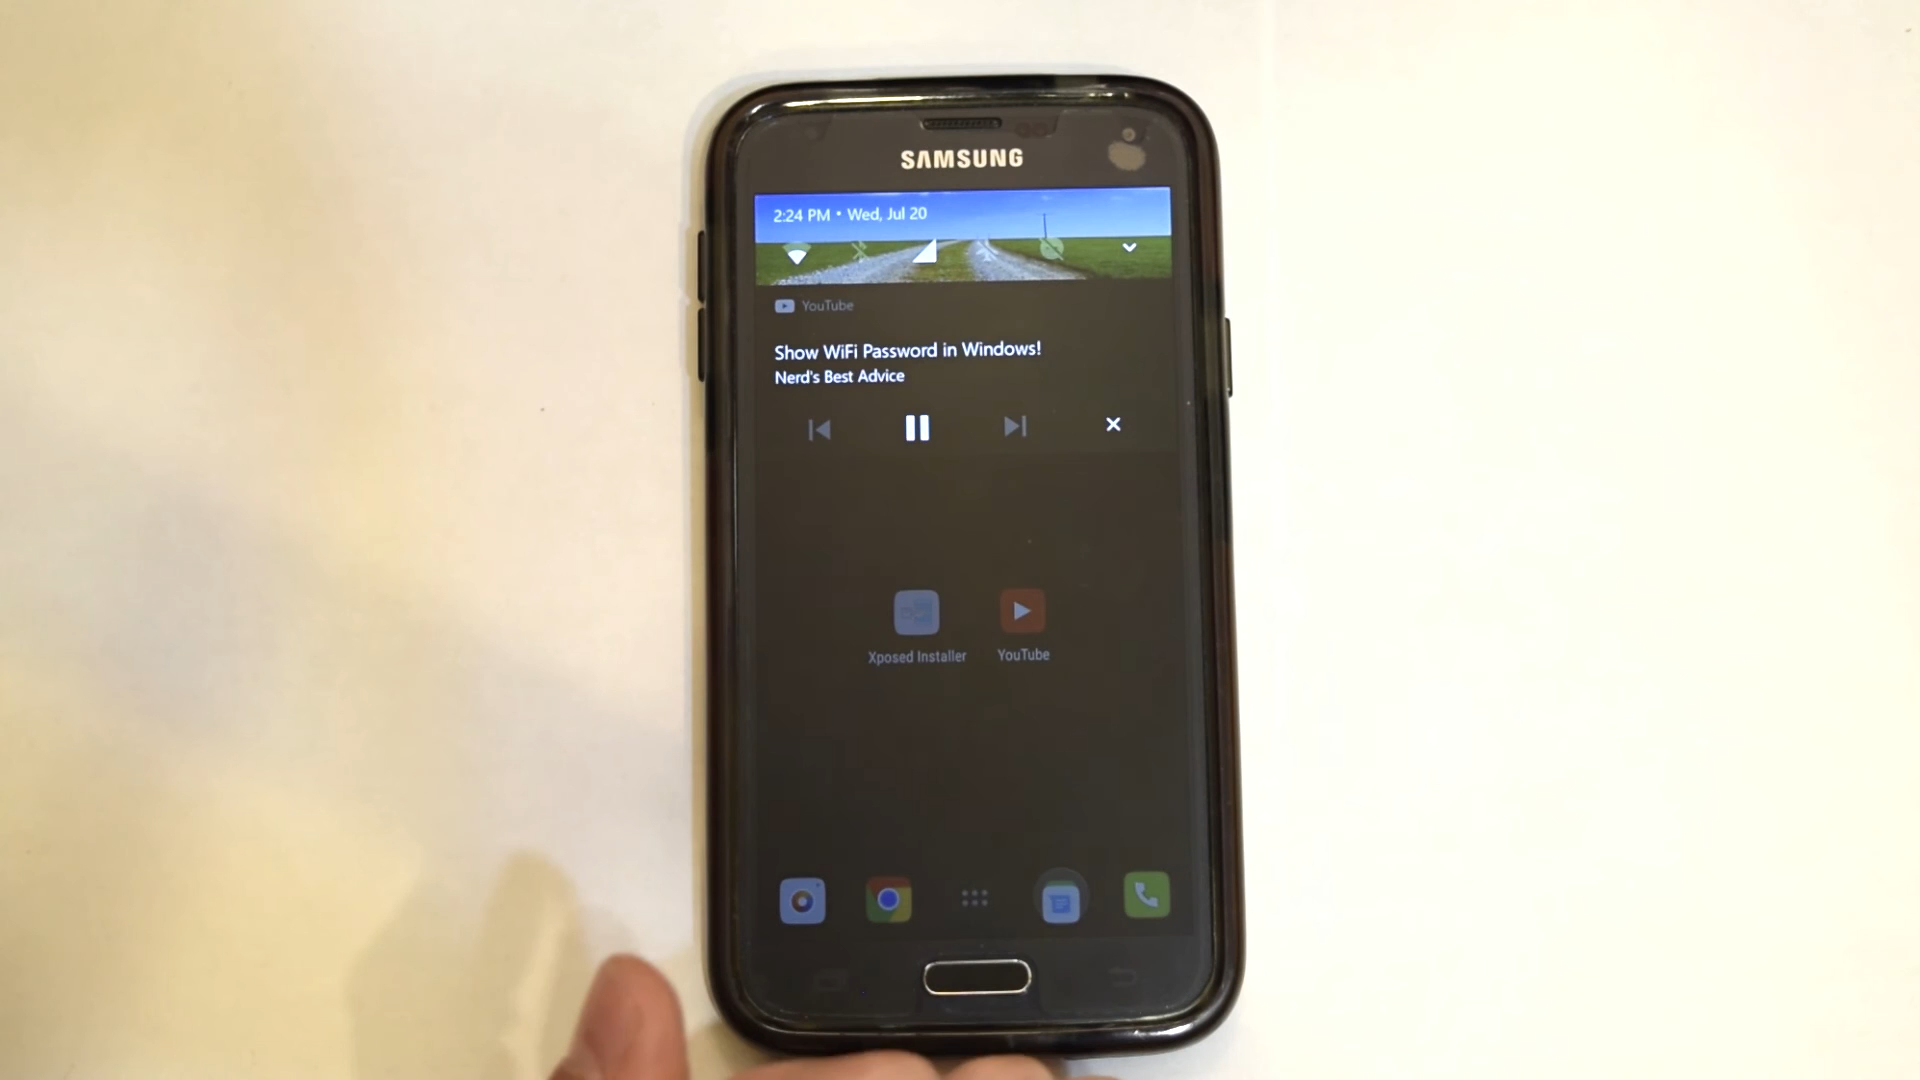 SAMSUNG
2:24 PM • Wed, Jul 20
YouTube
Show WiFi Password in Windows!
Nerd's Best Advice
Xposed Installer
YouTube